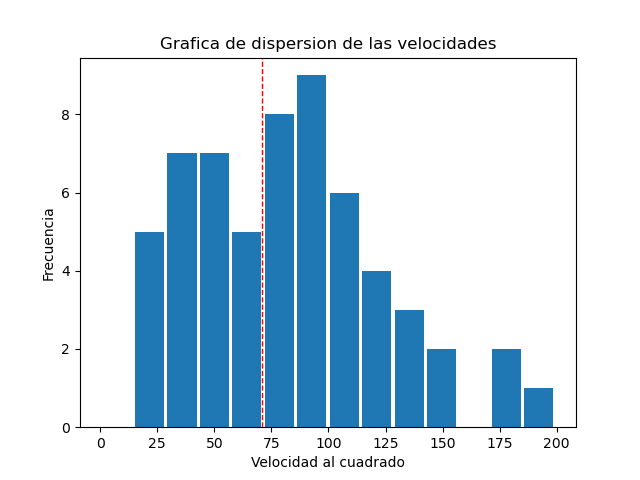 Grafica de dispersion de las velocidades
Frecuencia
8
6
4
2
0
0 25 50 75 100 125 150 175 200
Velocidad al cuadrado